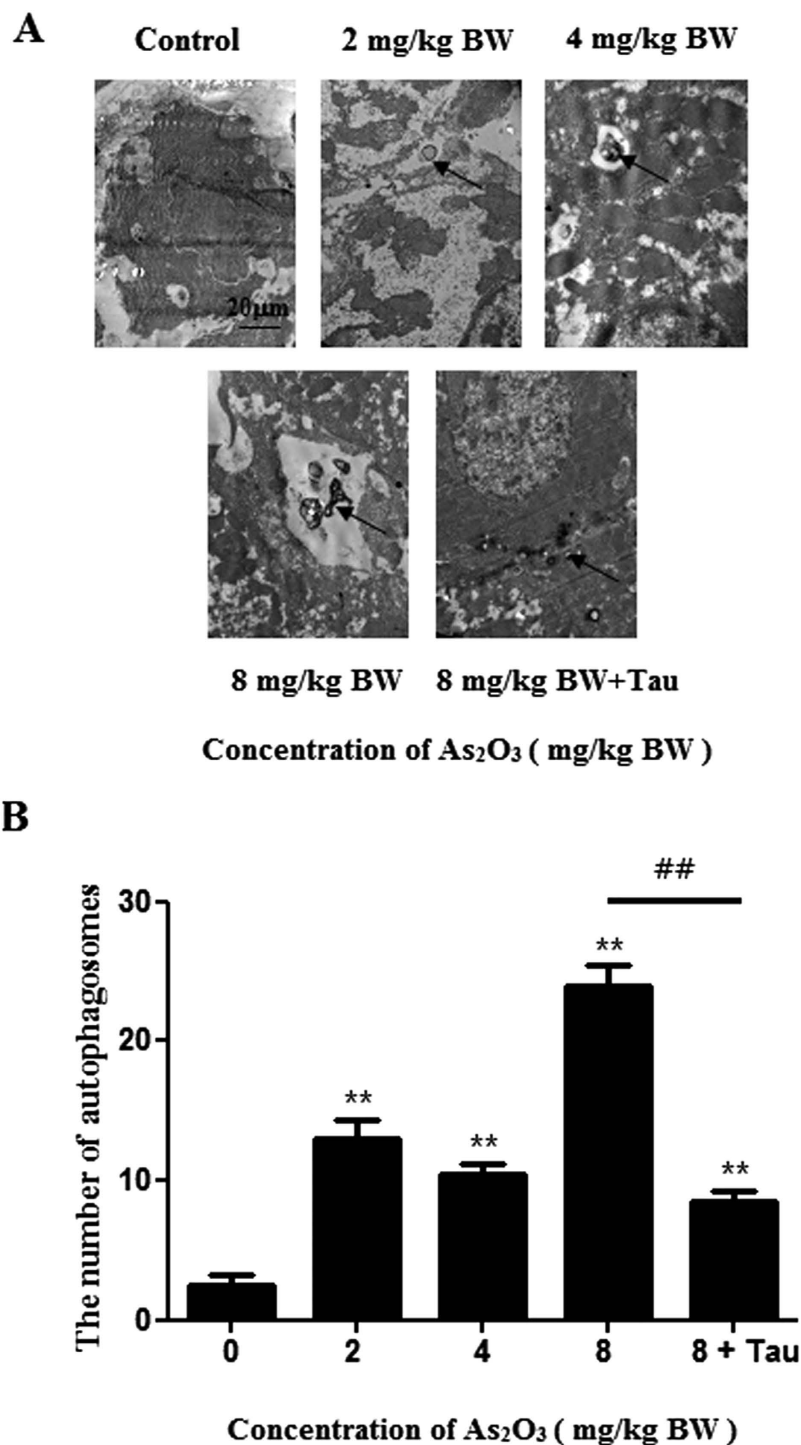 A
Control 2 mg/kg BW 4 mg/kg BW
20μm
8 mg/kg BW 8 mg/kg BW+Tau
Concentration of As₂O₃ ( mg/kg BW )
B
The number of autophagosomes
30
20
10
0
##
**
**
**
**
0 2 4 8 8 + Tau
Concentration of As₂O₃ ( mg/kg BW )